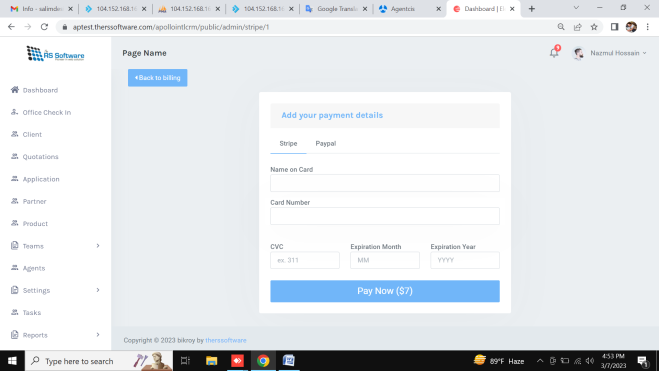 Info - salimde
104.152.168.1
104.152.168.1
104.152.168.1
Google Transl
Agentcis
Dashboard | E
aptest.therssoftware.com/apollointlcrm/public/admin/stripe/1
RS Software
Page Name
9
Nazmul Hossain
Back to billing
Dashboard
Office Check In
Client
Quotations
Application
Partner
Product
Teams
Agents
Settings
Tasks
Reports
Add your payment details
Stripe
Paypal
Name on Card
Card Number
CVC
Expiration Month
Expiration Year
ex. 311
MM
YYYY
Pay Now ($7)
Copyright © 2023 bikroy by therssoftware
Type here to search
89°F Haze
4:53 PM
3/7/2023